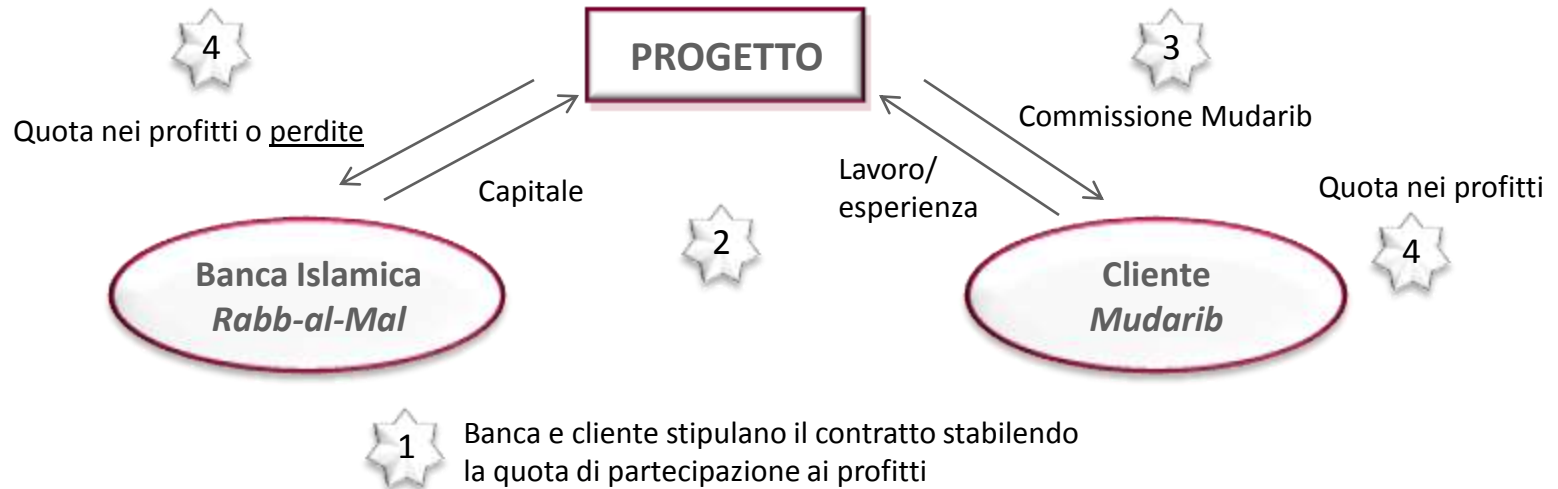 4
PROGETTO
3
Quota nei profitti o perdite
Commissione Mudarib
Capitale
Lavoro/
esperienza
Quota nei profitti
2
4
Banca Islamica
Rabb-al-Mal
Cliente
Mudarib
1
Banca e cliente stipulano il contratto stabilendo
la quota di partecipazione ai profitti